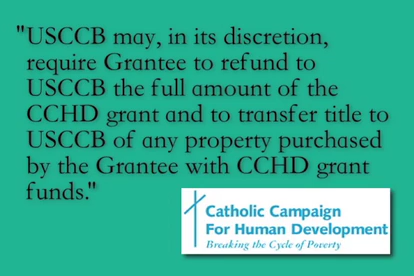 "USCCB may, in its discretion,
require Grantee to refund to
USCCB the full amount of the
CCHD grant and to transfer title to
USCCB of any property purchased
by the Grantee with CCHD grant
funds."
Catholic Campaign
For Human Development
Breaking the Cycle of Poverty